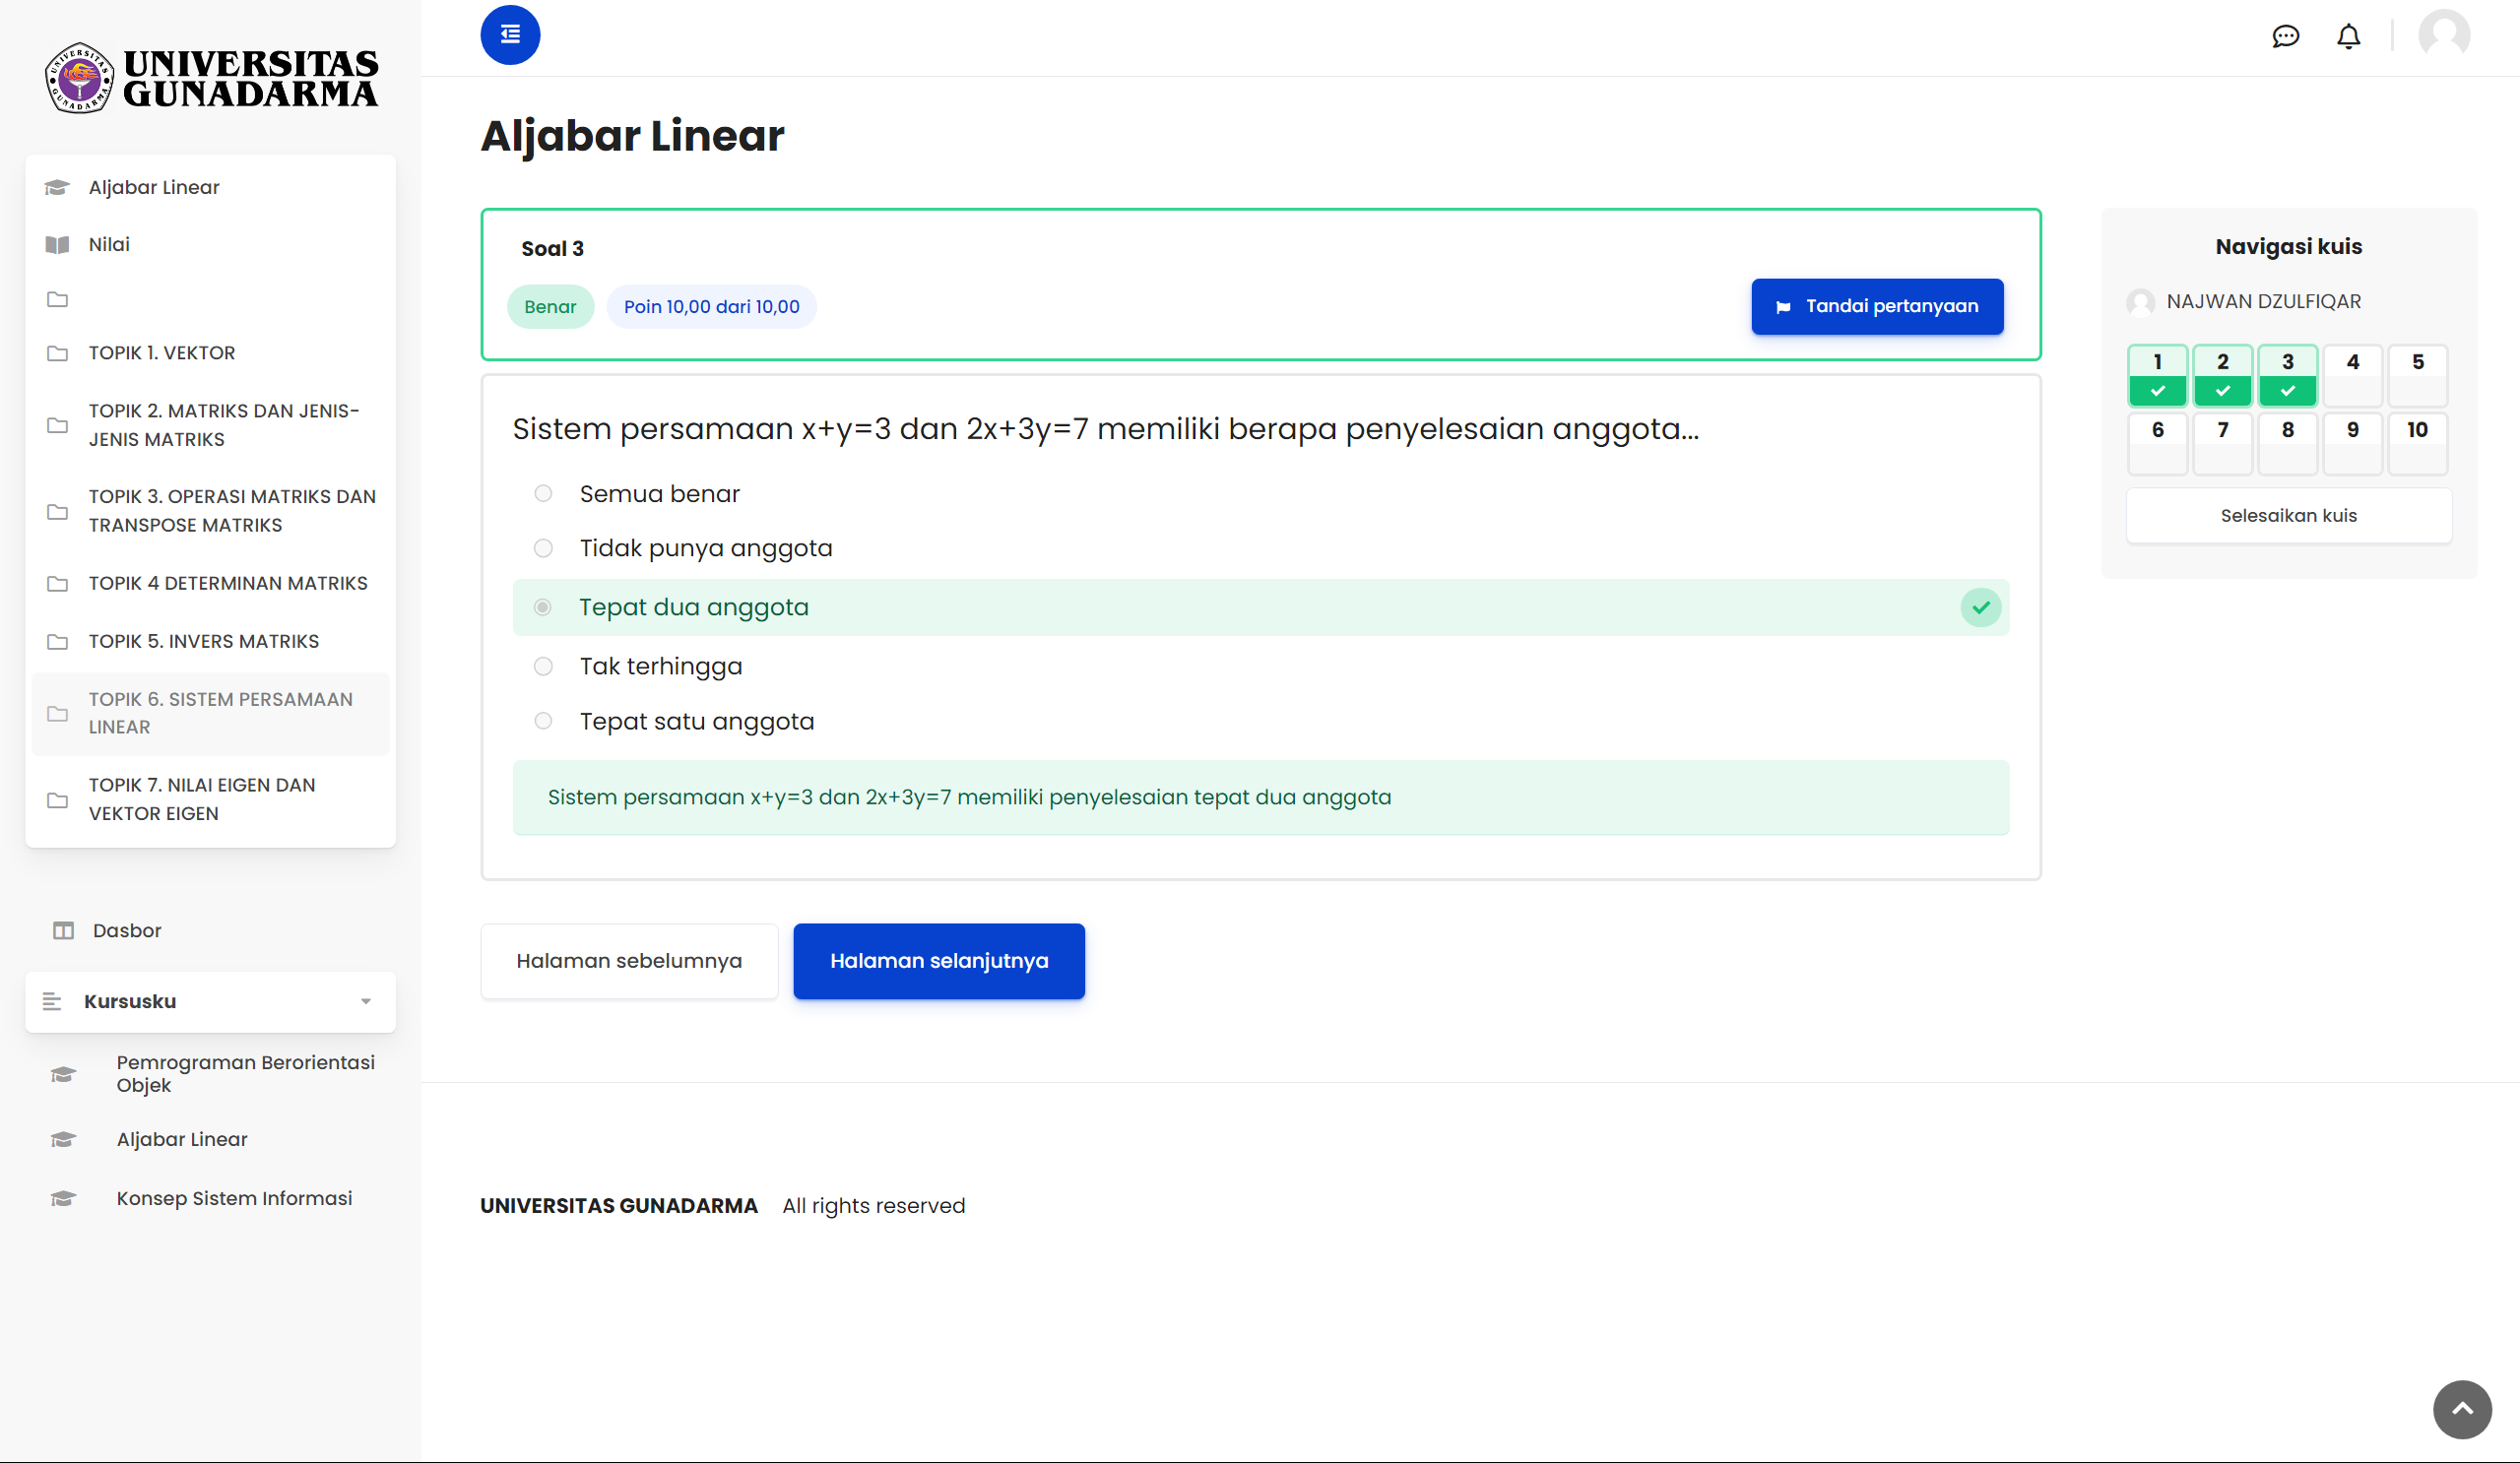 UNIVERSITAS
GUNADARMA
Aljabar Linear
Nilai
TOPIK 1. VEKTOR
TOPIK 2. MATRIKS DAN JENIS-
JENIS MATRIKS
TOPIK 3. OPERASI MATRIKS DAN
TRANSPOSE MATRIKS
TOPIK 4 DETERMINAN MATRIKS
TOPIK 5. INVERS MATRIKS
TOPIK 6. SISTEM PERSAMAAN
LINEAR
TOPIK 7. NILAI EIGEN DAN
VEKTOR EIGEN
Dasbor
Kursusku
Pemrograman Berorientasi
Objek
Aljabar Linear
Konsep Sistem Informasi
Aljabar Linear
Soal 3
Benar
Poin 10,00 dari 10,00
Tandai pertanyaan
Sistem persamaan x+y=3 dan 2x+3y=7 memiliki berapa penyelesaian anggota...
Semua benar
Tidak punya anggota
Tepat dua anggota
Tak terhingga
Tepat satu anggota
Sistem persamaan x+y=3 dan 2x+3y=7 memiliki penyelesaian tepat dua anggota
Halaman sebelumnya
Halaman selanjutnya
Navigasi kuis
NAJWAN DZULFIQAR
1 2 3 4 5
6 7 8 9 10
Selesaikan kuis
UNIVERSITAS GUNADARMA All rights reserved